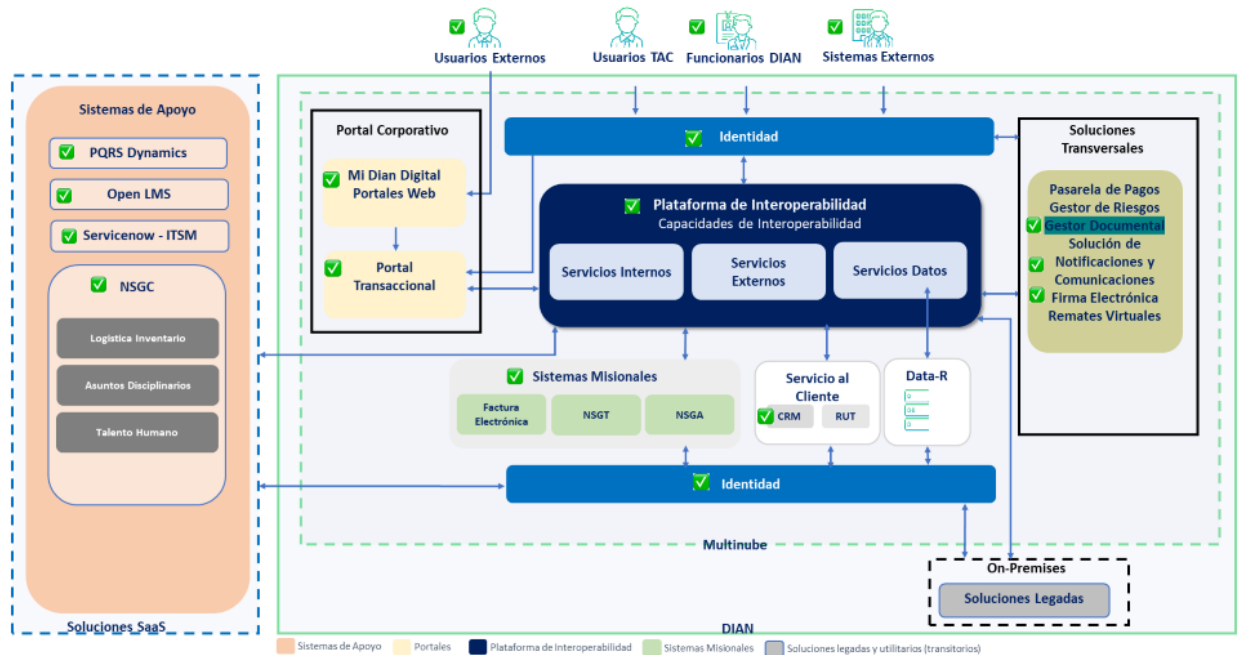 Usuarios Externos
Usuarios TAC
Funcionarios DIAN
Sistemas Externos
Sistemas de Apoyo
PQRS Dynamics
Open LMS
Servicenow - ITSM
NSGC
Logística Inventario
Asuntos Disciplinarios
Talento Humano
Soluciones SaaS
Portal Corporativo
Mi Dian Digital
Portales Web
Portal
Transaccional
Identidad
Plataforma de Interoperabilidad
Capacidades de Interoperabilidad
Servicios Internos
Servicios
Externos
Servicios Datos
Soluciones
Transversales
Pasarela de Pagos
Gestor de Riesgos
Gestor Documental
Solución de
Notificaciones y
Comunicaciones
Firma Electrónica
Remates Virtuales
Sistemas Misionales
Factura
Electrónica
NSGT
NSGA
Servicio al
Cliente
CRM
RUT
Data-R
Identidad
Multinube
On-Premises
Soluciones Legadas
DIAN
Sistemas de Apoyo
Portales
Plataforma de Interoperabilidad
Sistemas Misionales
Soluciones legadas y utilitarios (transitorios)